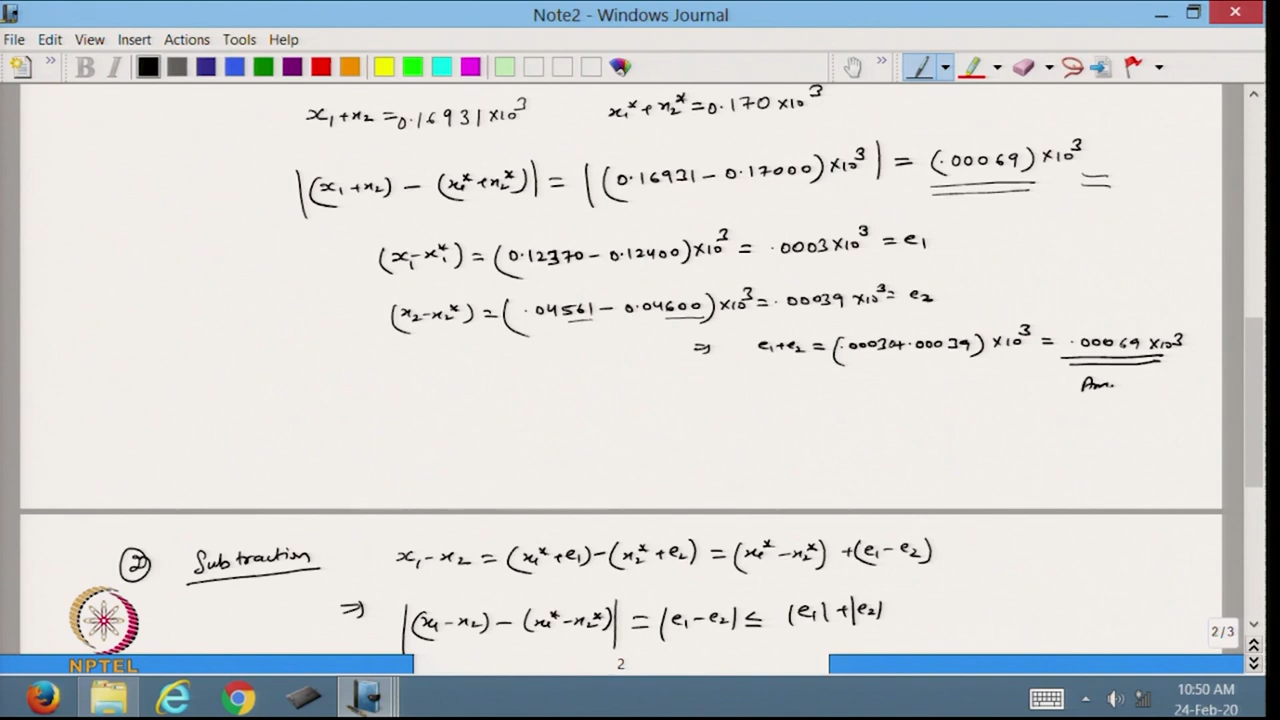 Note2 - Windows Journal
File Edit View Insert Actions Tools Help
x₁+x₂ = 0.16931×10³ x₁*+x₂* = 0.170×10³
|(x₁+x₂) - (x₁*+x₂*)| = |(0.16931 - 0.17000)×10³| = (.00069)×10³ =
(x₁-x₁*) = (0.12370 - 0.12400)×10³ = .0003×10³ = e₁
(x₂-x₂*) = (.04561 - 0.04600)×10³ = .00039×10³ = e₂
⇒ e₁+e₂ = (.0003+.00039)×10³ = .00069×10³
Ans.
② Subtraction x₁-x₂ = (x₁*+e₁)-(x₂*+e₂) = (x₁*-x₂*) +(e₁-e₂)
⇒ |(x₁-x₂) - (x₁*-x₂*)| = |e₁-e₂| ≤ |e₁|+|e₂|
2/3
NPTEL
2
10:50 AM
24-Feb-20